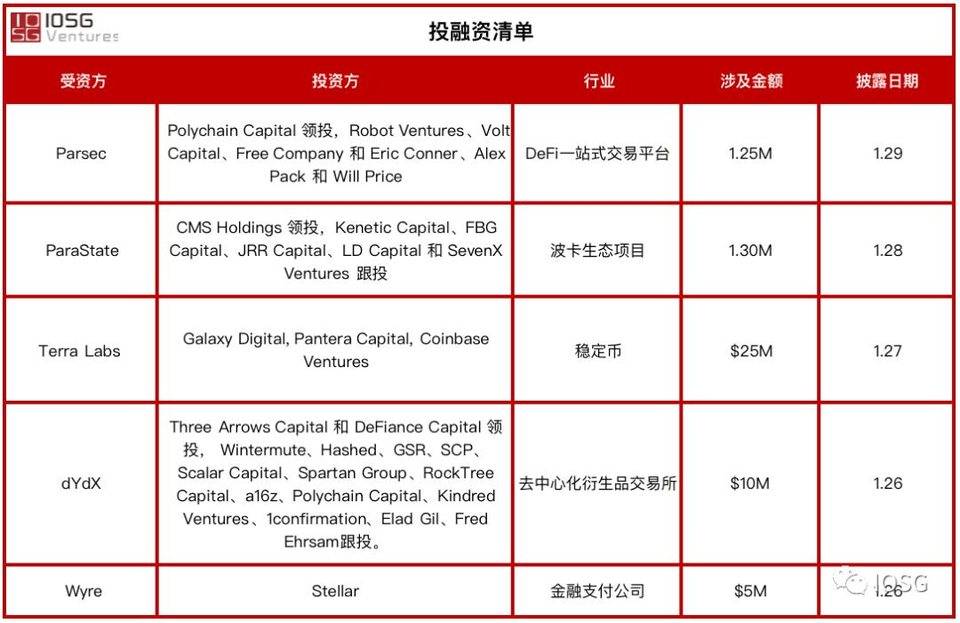 IOSG
Ventures
投融资清单
受资方
投资方
行业
涉及金额
披露日期
Parsec
Polychain Capital 领投，Robot Ventures、Volt
Capital、Free Company 和 Eric Conner、Alex
Pack 和 Will Price
DeFi一站式交易平台
1.25M
1.29
ParaState
CMS Holdings 领投，Kenetic Capital、FBG
Capital、JRR Capital、LD Capital 和 SevenX
Ventures 跟投
波卡生态项目
1.30M
1.28
Terra Labs
Galaxy Digital, Pantera Capital, Coinbase
Ventures
稳定币
$25M
1.27
dYdX
Three Arrows Capital 和 DeFiance Capital 领
投， Wintermute、Hashed、GSR、SCP、
Scalar Capital、Spartan Group、RockTree
Capital、a16z、Polychain Capital、Kindred
Ventures、1confirmation、Elad Gil、Fred
Ehrsam跟投。
去中心化衍生品交易所
$10M
1.26
Wyre
Stellar
金融支付公司
$5M
1.26
IOSG